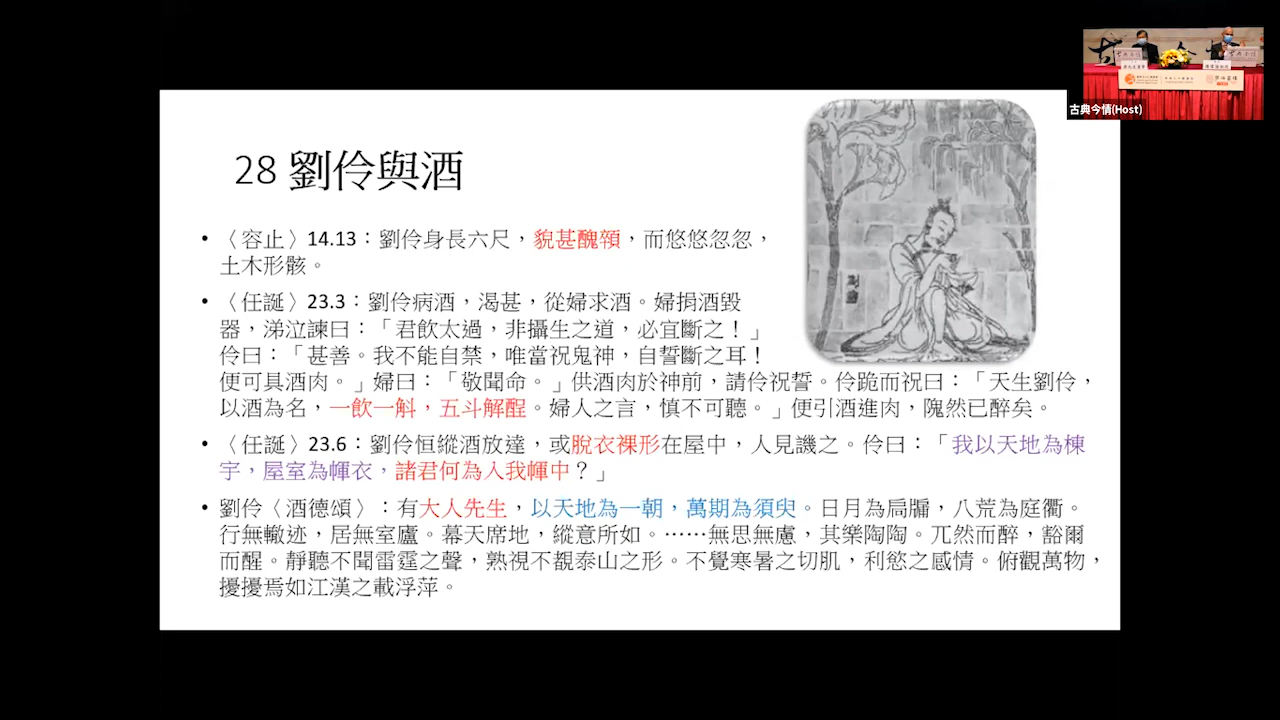 28 劉伶與酒
• 〈容止〉14.13：劉伶身長六尺，貌甚醜顇，而悠悠忽忽，
土木形骸。
• 〈任誕〉23.3：劉伶病酒，渴甚，從婦求酒。婦捐酒毀
器，涕泣諫曰：「君飲太過，非攝生之道，必宜斷之！」
伶曰：「甚善。我不能自禁，唯當祝鬼神，自誓斷之耳！
便可具酒肉。」婦曰：「敬聞命。」供酒肉於神前，請伶祝誓。伶跪而祝曰：「天生劉伶，
以酒為名，一飲一斛，五斗解酲。婦人之言，慎不可聽。」便引酒進肉，隗然已醉矣。
• 〈任誕〉23.6：劉伶恒縱酒放達，或脫衣裸形在屋中，人見譏之。伶曰：「我以天地為棟
宇，屋室為㡓衣，諸君何為入我㡓中？」
• 劉伶〈酒德頌〉：有大人先生，以天地為一朝，萬期為須臾。日月為扃牖，八荒為庭衢。
行無轍迹，居無室廬。幕天席地，縱意所如。……無思無慮，其樂陶陶。兀然而醉，豁爾
而醒。靜聽不聞雷霆之聲，熟視不覩泰山之形。不覺寒暑之切肌，利慾之感情。俯觀萬物，
擾擾焉如江漢之載浮萍。
古典今情(Host)